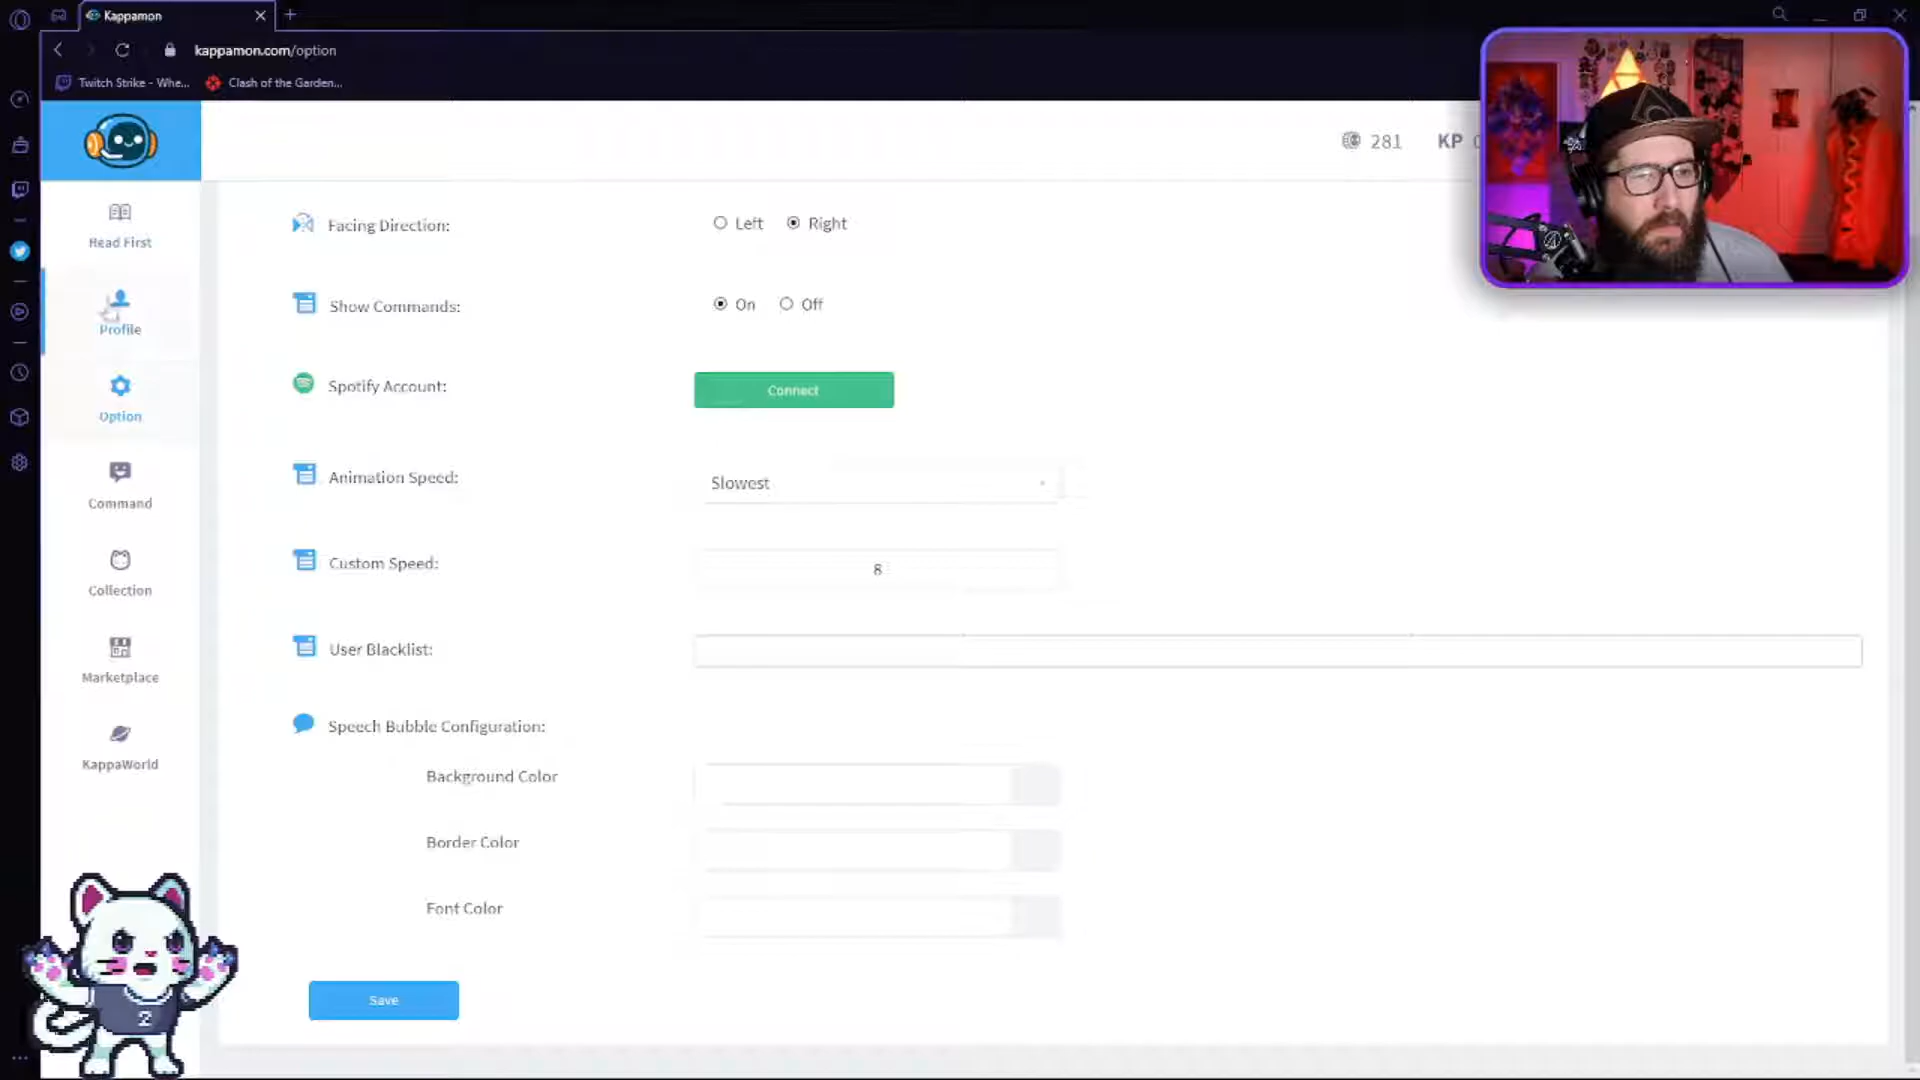 Kappamon
kappamon.com/option
Twitch Strike - Whe...
Clash of the Garden...
281
KP
Read First
Profile
Option
Command
Collection
Marketplace
KappaWorld
Facing Direction:
Left
Right
Show Commands:
On
Off
Spotify Account:
Connect
Animation Speed:
Slowest
Custom Speed:
8
User Blacklist:
Speech Bubble Configuration:
Background Color
Border Color
Font Color
Save
2